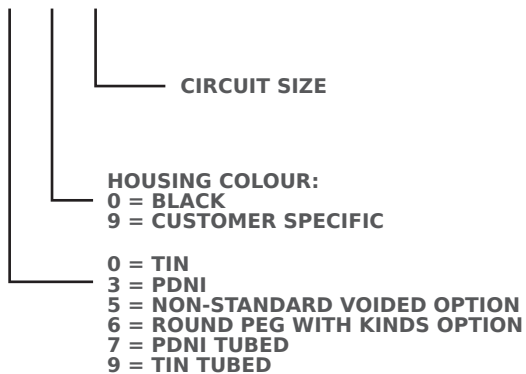 CIRCUIT SIZE
HOUSING COLOUR:
0 = BLACK
9 = CUSTOMER SPECIFIC
0 = TIN
3 = PDNI
5 = NON-STANDARD VOIDED OPTION
6 = ROUND PEG WITH KINDS OPTION
7 = PDNI TUBED
9 = TIN TUBED